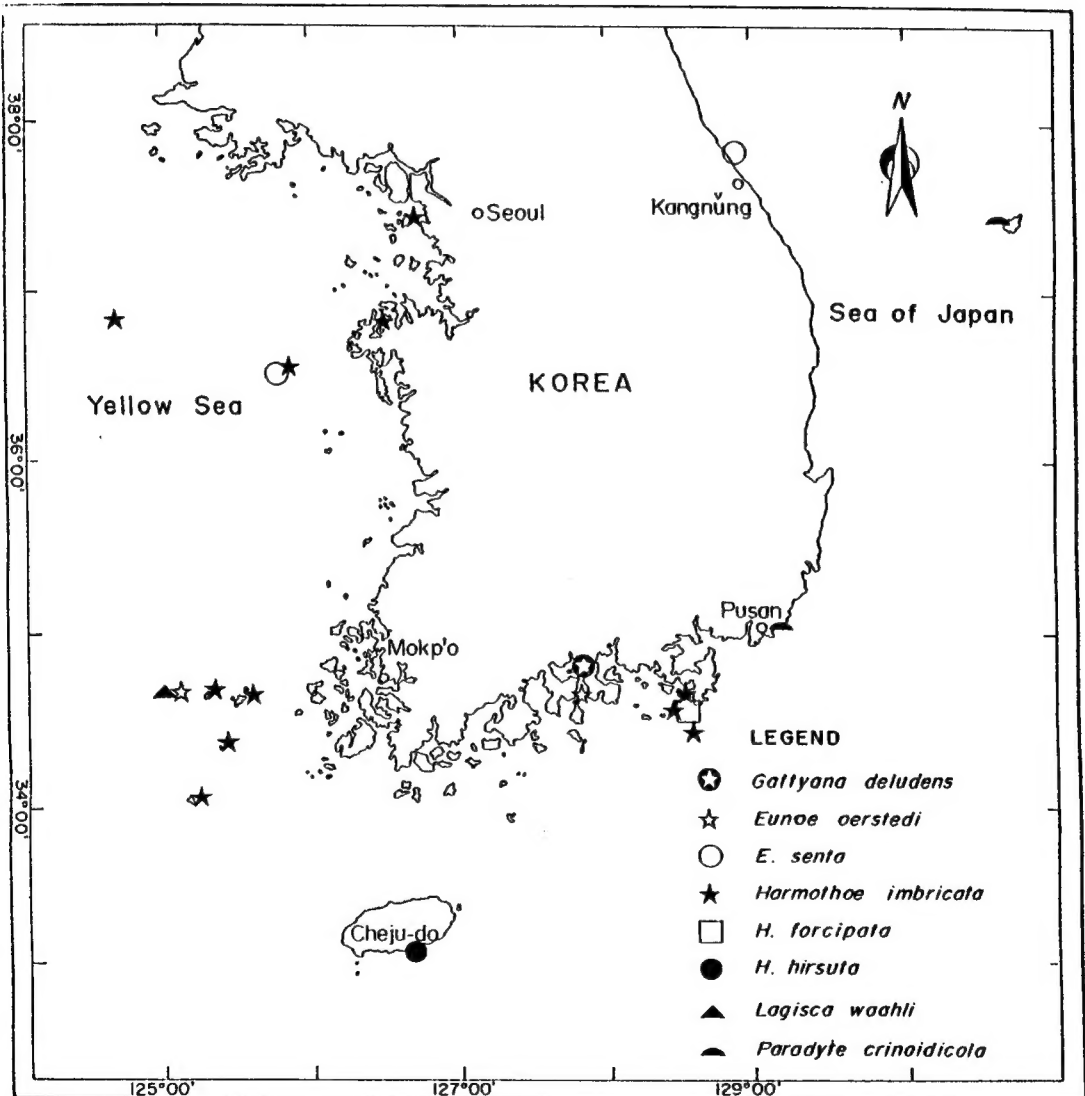 38°00'
N
Seoul
Kangnŭng
Sea of Japan
KOREA
Yellow Sea
36°00'
Pusan
Mokp'o
LEGEND
Gattyana deludens
Eunoe oerstedi
E. senta
34°00'
Harmothoe imbricata
H. forcipata
Cheju-do
H. hirsuta
Lagisca waahli
Paradyte crinoidicola
125°00'
127°00'
129°00'